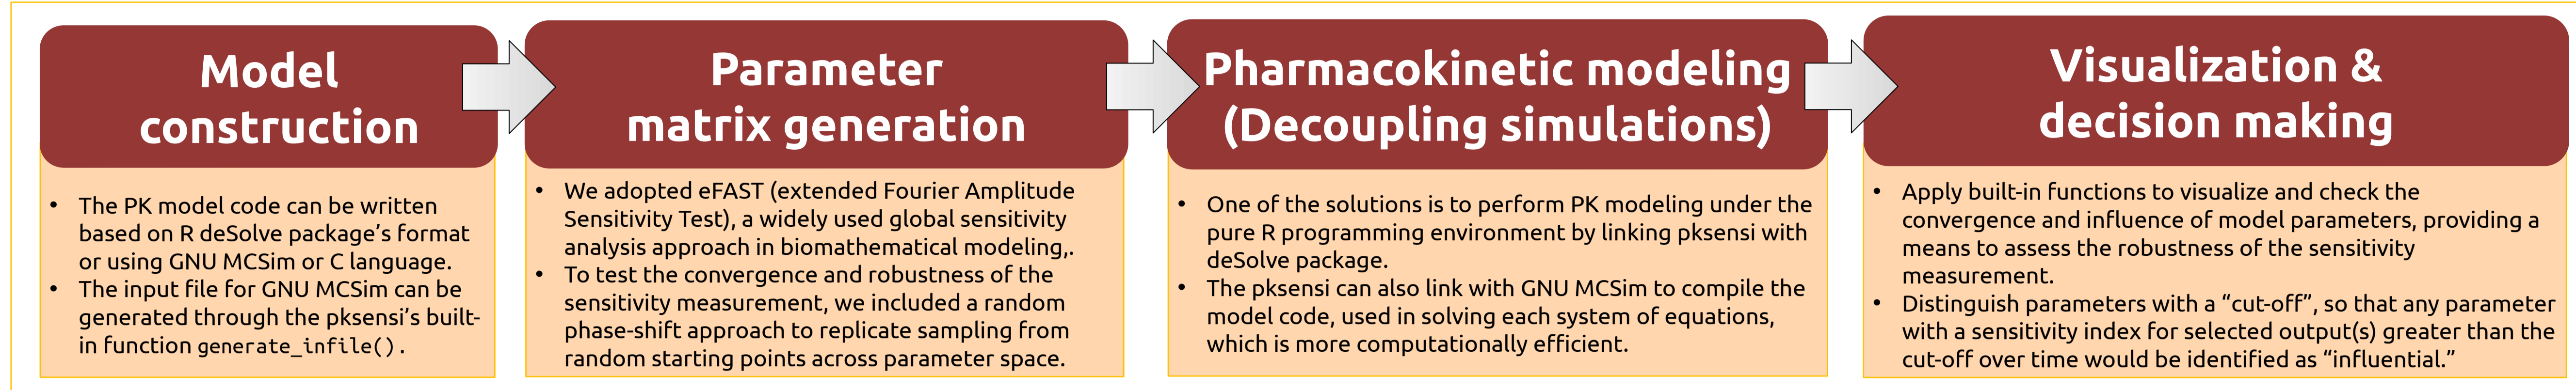 Model
construction
• The PK model code can be written
based on R deSolve package's format
or using GNU MCSim or C language.
• The input file for GNU MCSim can be
generated through the pksensi's built-
in function generate_infile().
Parameter
matrix generation
• We adopted eFAST (extended Fourier Amplitude
Sensitivity Test), a widely used global sensitivity
analysis approach in biomathematical modeling,.
• To test the convergence and robustness of the
sensitivity measurement, we included a random
phase-shift approach to replicate sampling from
random starting points across parameter space.
Pharmacokinetic modeling
(Decoupling simulations)
• One of the solutions is to perform PK modeling under the
pure R programming environment by linking pksensi with
deSolve package.
• The pksensi can also link with GNU MCSim to compile the
model code, used in solving each system of equations,
which is more computationally efficient.
Visualization &
decision making
• Apply built-in functions to visualize and check the
convergence and influence of model parameters, providing a
means to assess the robustness of the sensitivity
measurement.
• Distinguish parameters with a “cut-off”, so that any parameter
with a sensitivity index for selected output(s) greater than the
cut-off over time would be identified as “influential.”